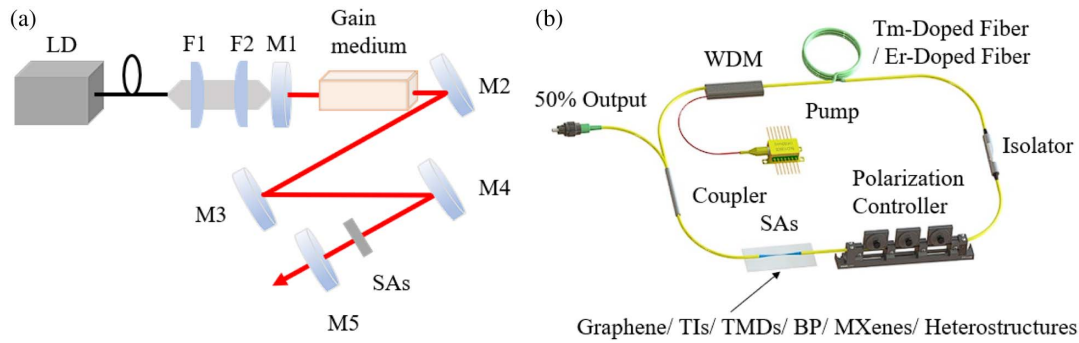 (a)
LD
F1
F2
M1
Gain
medium
M2
M3
M4
SAs
M5
(b)
Tm-Doped Fiber
/ Er-Doped Fiber
WDM
50% Output
Pump
Isolator
Coupler
Polarization
Controller
SAs
Graphene/ TIs/ TMDs/ BP/ MXenes/ Heterostructures